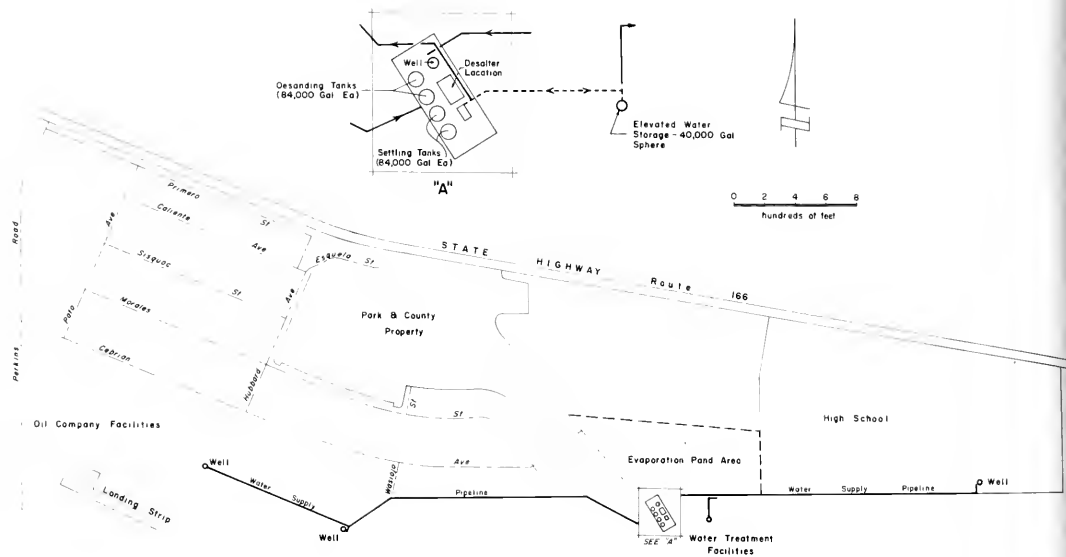 Well
Desalter
Location
Desanding Tanks
(84,000 Gal Ea)
Settling Tanks
(84,000 Gal Ea)
"A"
Elevated Water
Storage - 40,000 Gal
Sphere
0 2 4 6 8
hundreds of feet
STATE HIGHWAY Route 166
Primero St
Caliente Ave
Sisquoc St
Morales
Cebrian
Perkins Road
Pato Ave
Hubbard Ave
Esquela St
Park & County
Property
St
St
Wasioja
Ave
High School
Oil Company Facilities
Evaporation Pond Area
Well
Water Supply
Pipeline
Water Supply Pipeline
Well
Landing Strip
Well
SEE "A"
Water Treatment
Facilities